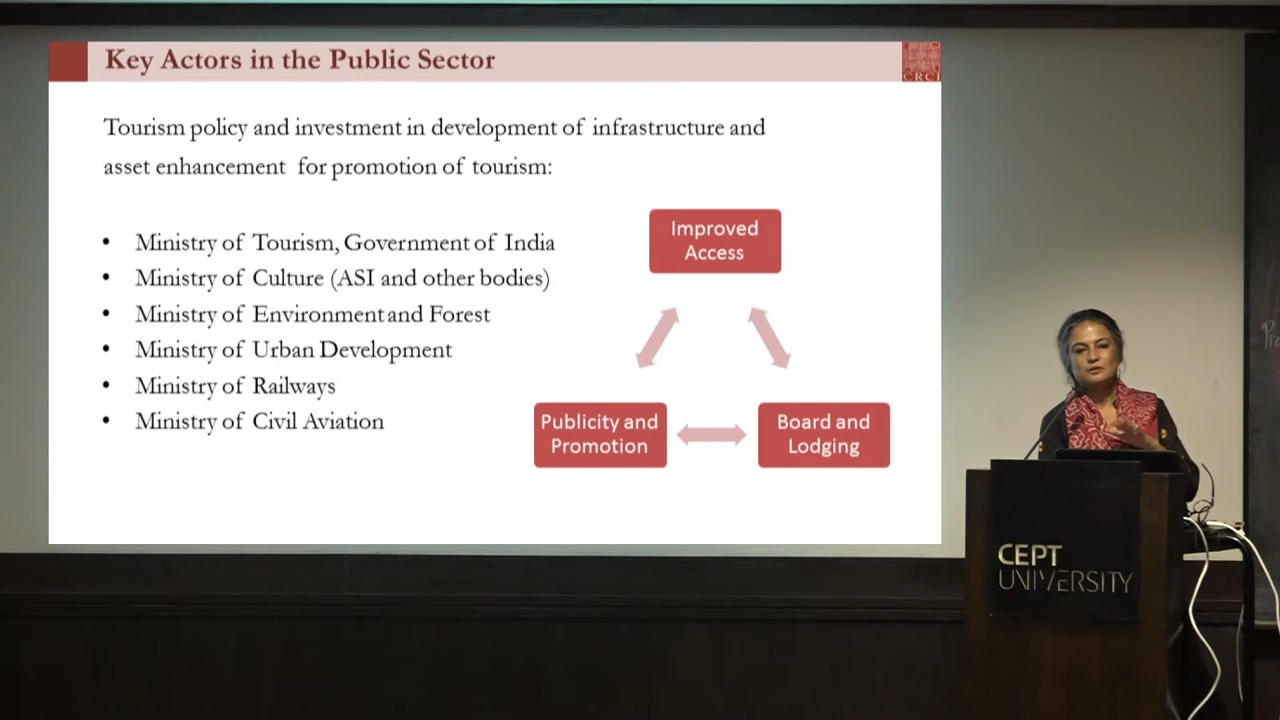 Key Actors in the Public Sector
CRCI
Tourism policy and investment in development of infrastructure and
asset enhancement for promotion of tourism:
• Ministry of Tourism, Government of India
• Ministry of Culture (ASI and other bodies)
• Ministry of Environment and Forest
• Ministry of Urban Development
• Ministry of Railways
• Ministry of Civil Aviation
Improved
Access
Publicity and
Promotion
Board and
Lodging
CEPT
UNIVERSITY